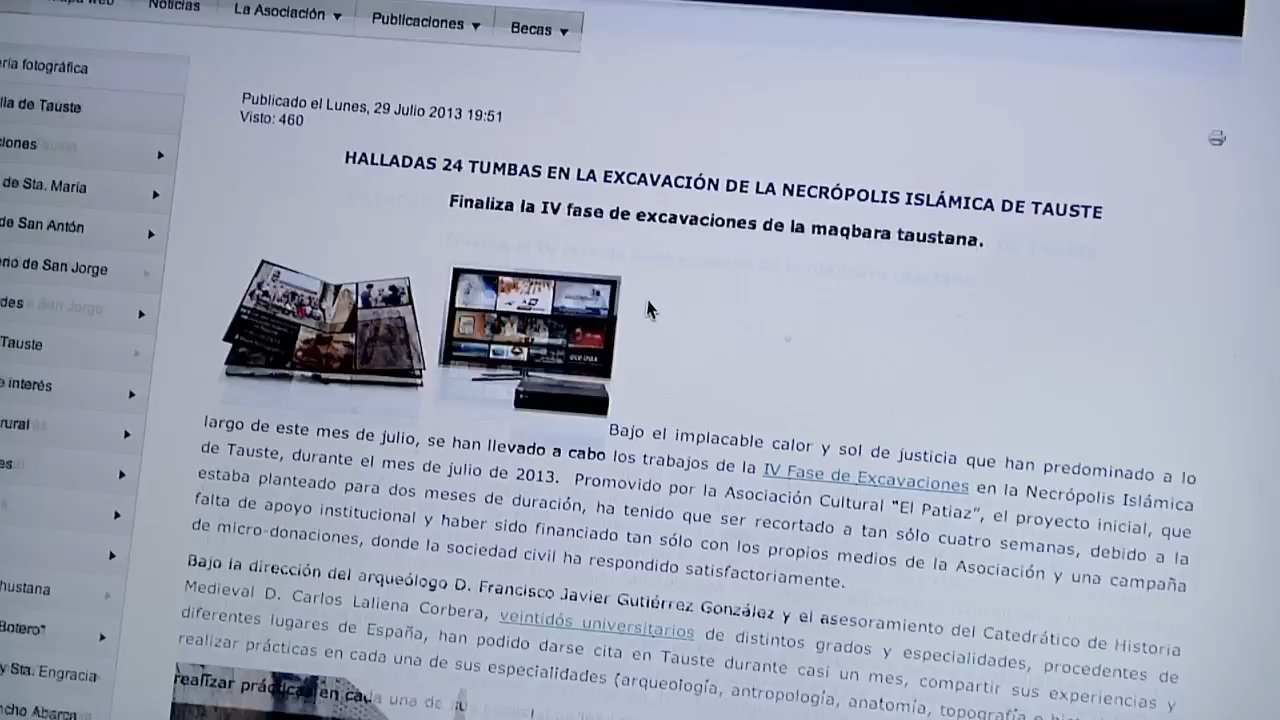 Noticias
La Asociación
Publicaciones
Becas
ría fotográfica
lla de Tauste
ciones
de Sta. María
de San Antón
rio de San Jorge
des
San Jorge
Tauste
interés
rural
es
hustana
Botero"
y Sta. Engracia
ncho Abarca
Publicado el Lunes, 29 Julio 2013 19:51
Visto: 460
HALLADAS 24 TUMBAS EN LA EXCAVACIÓN DE LA NECRÓPOLIS ISLÁMICA DE TAUSTE
Finaliza la IV fase de excavaciones de la maqbara taustana.
Bajo el implacable calor y sol de justicia que han predominado a lo
largo de este mes de julio, se han llevado a cabo los trabajos de la IV Fase de Excavaciones en la Necrópolis Islámica
de Tauste, durante el mes de julio de 2013. Promovido por la Asociación Cultural "El Patiaz", el proyecto inicial, que
estaba planteado para dos meses de duración, ha tenido que ser recortado a tan sólo cuatro semanas, debido a la
falta de apoyo institucional y haber sido financiado tan sólo con los propios medios de la Asociación y una campaña
de micro-donaciones, donde la sociedad civil ha respondido satisfactoriamente.
Bajo la dirección del arqueólogo D. Francisco Javier Gutiérrez González y el asesoramiento del Catedrático de Historia
Medieval D. Carlos Laliena Corbera, veintidós universitarios de distintos grados y especialidades, procedentes de
diferentes lugares de España, han podido darse cita en Tauste durante casi un mes, compartir sus experiencias y
realizar prácticas en cada una de sus especialidades (arqueología, antropología, anatomía, topografía
realizar prácticas en cada una de